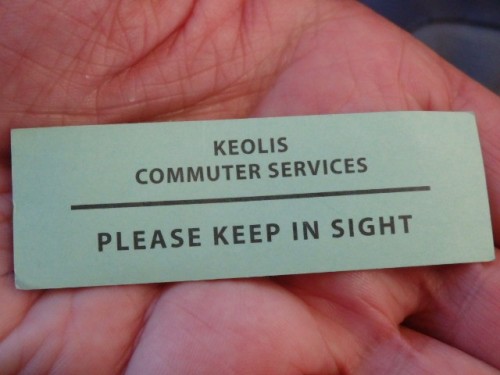 KEOLIS
COMMUTER SERVICES
PLEASE KEEP IN SIGHT